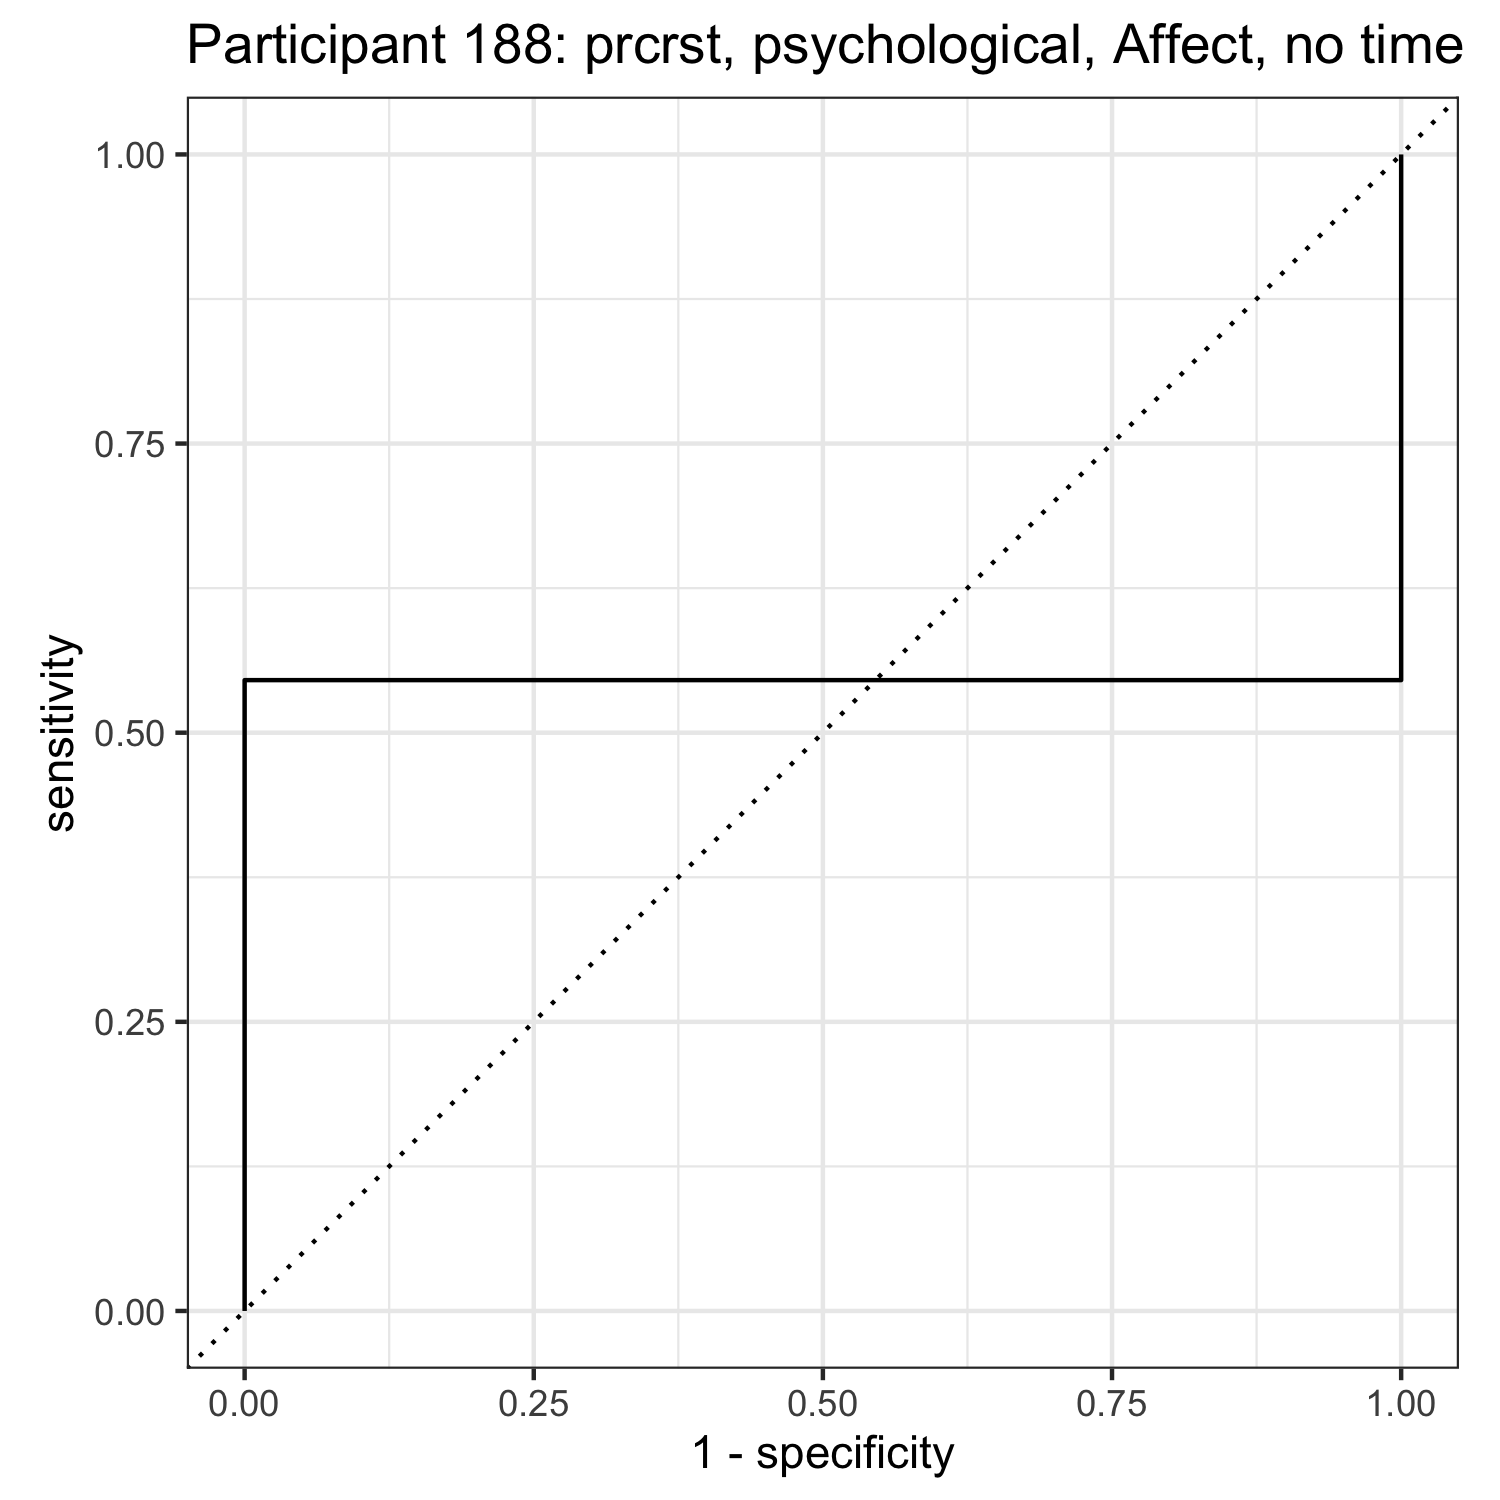 Participant 188: prcrst, psychological, Affect, no time
1.00
0.75
0.50
0.25
0.00
sensitivity
0.00 0.25 0.50 0.75 1.00
1 - specificity